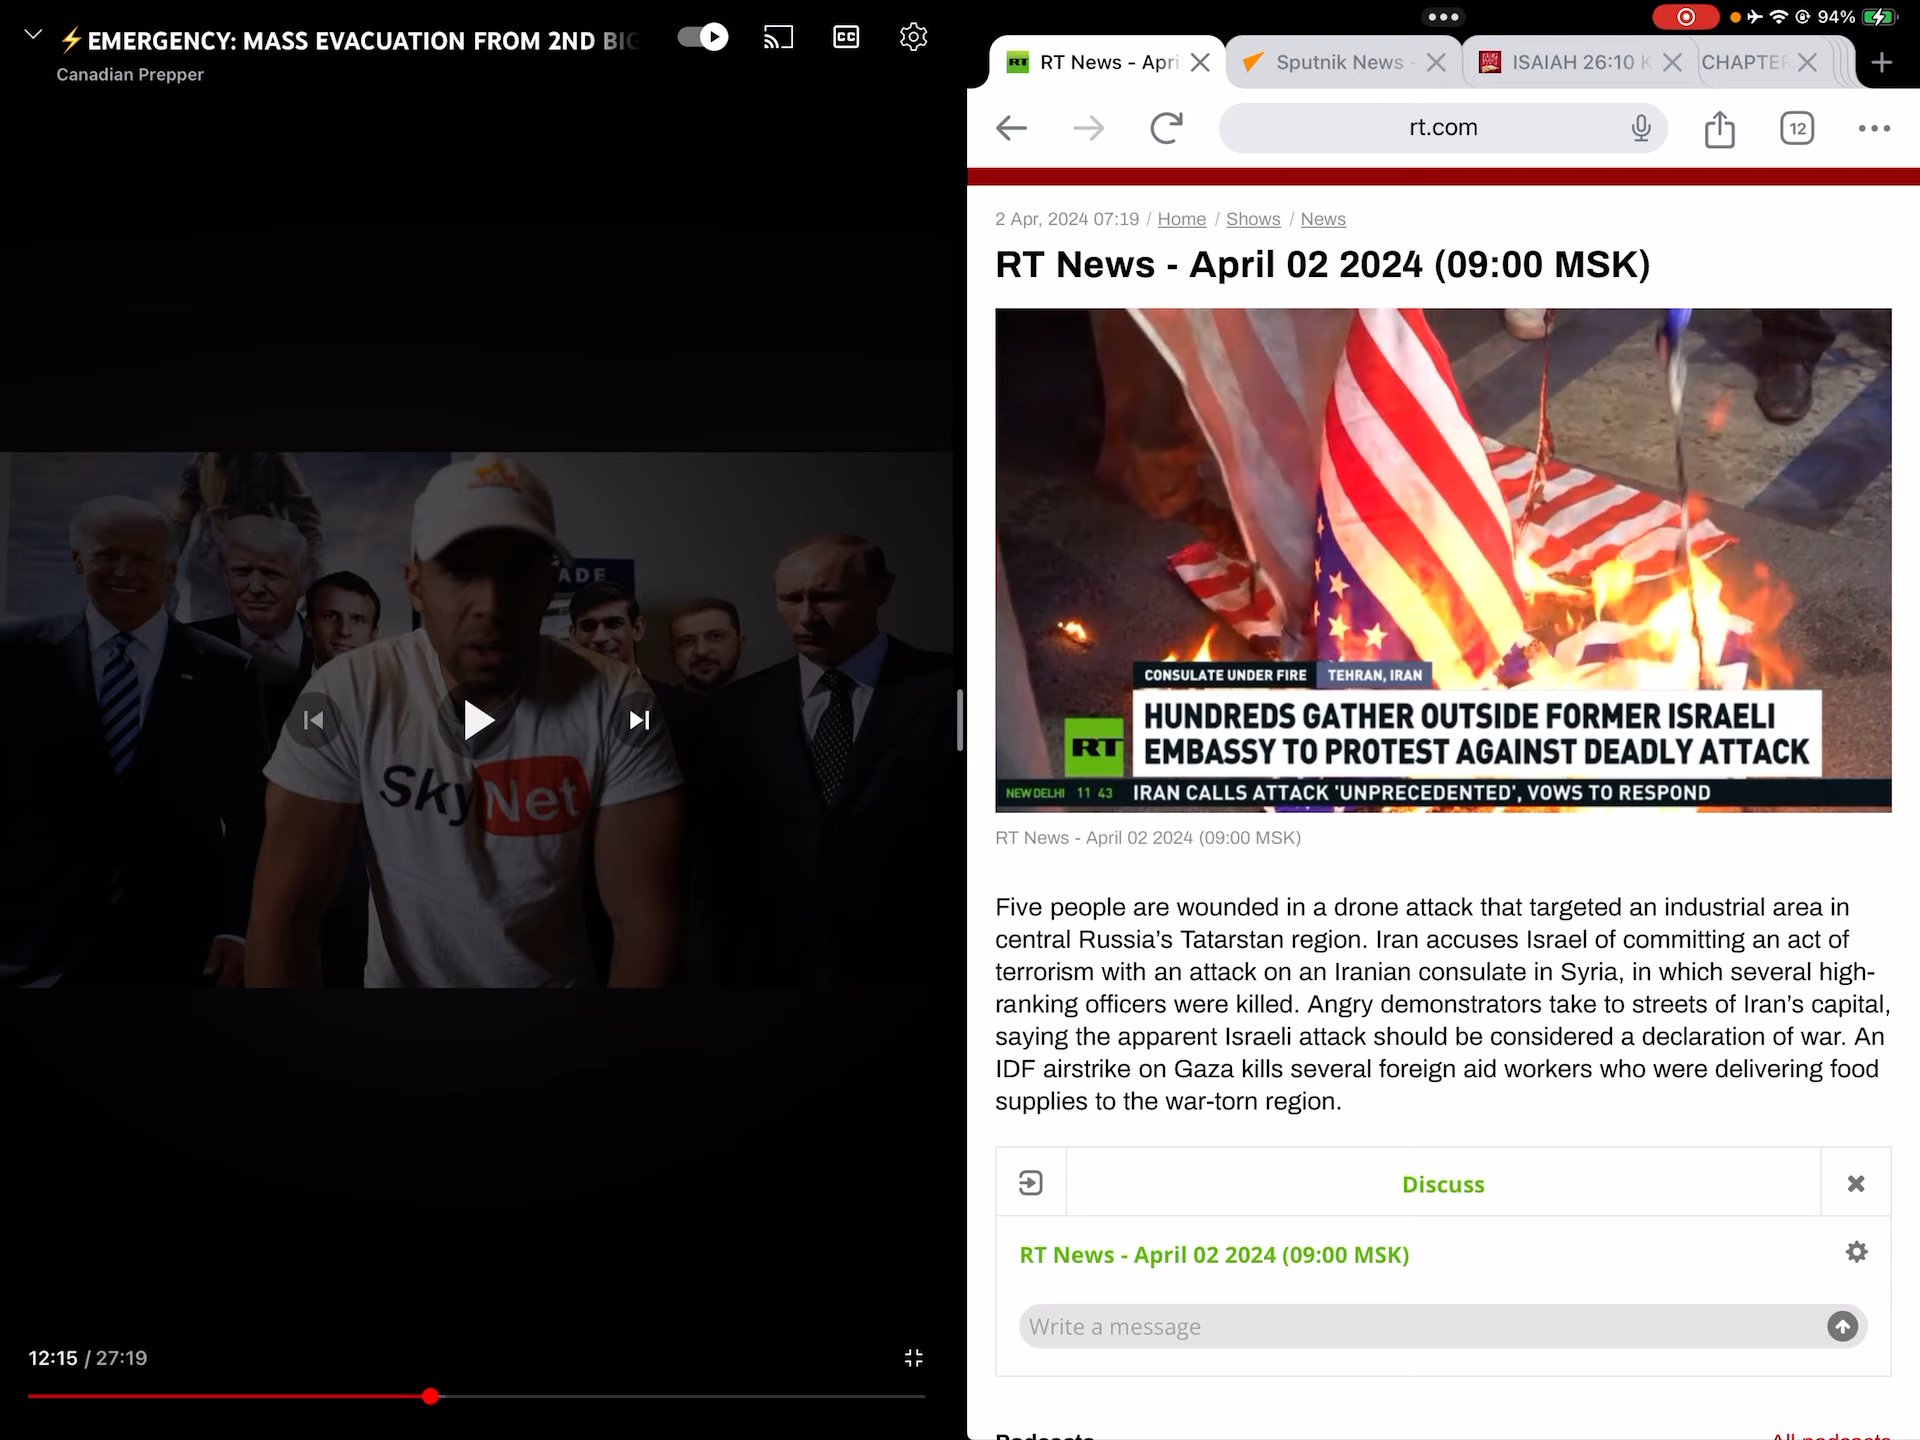 ⚡EMERGENCY: MASS EVACUATION FROM 2ND BIG
Canadian Prepper
CC
ADE
SkyNet
12:15 / 27:19
94%
RT RT News - Apri
Sputnik News -
ISAIAH 26:10 K
CHAPTER
rt.com
12
2 Apr, 2024 07:19 / Home / Shows / News
RT News - April 02 2024 (09:00 MSK)
CONSULATE UNDER FIRE TEHRAN, IRAN
RT
HUNDREDS GATHER OUTSIDE FORMER ISRAELI
EMBASSY TO PROTEST AGAINST DEADLY ATTACK
NEW DELHI 11 43 IRAN CALLS ATTACK 'UNPRECEDENTED', VOWS TO RESPOND
RT News - April 02 2024 (09:00 MSK)
Five people are wounded in a drone attack that targeted an industrial area in
central Russia’s Tatarstan region. Iran accuses Israel of committing an act of
terrorism with an attack on an Iranian consulate in Syria, in which several high-
ranking officers were killed. Angry demonstrators take to streets of Iran’s capital,
saying the apparent Israeli attack should be considered a declaration of war. An
IDF airstrike on Gaza kills several foreign aid workers who were delivering food
supplies to the war-torn region.
Discuss
RT News - April 02 2024 (09:00 MSK)
Write a message
Podcasts
All podcasts